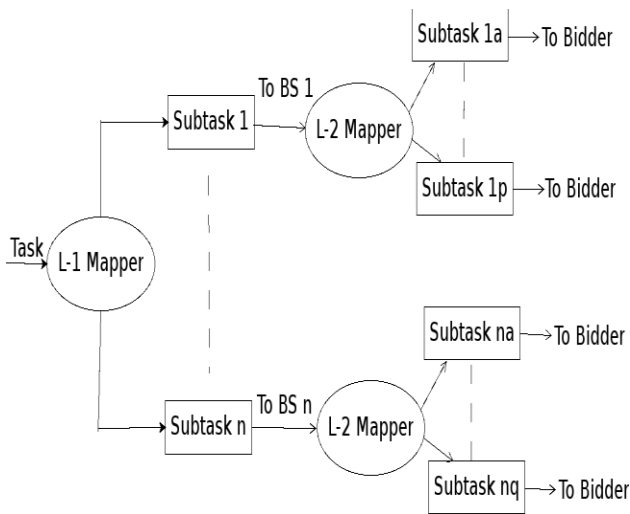 Subtask 1a
To Bidder
To BS 1
Subtask 1
L-2 Mapper
Subtask 1p
To Bidder
Task
L-1 Mapper
Subtask na
To Bidder
To BS n
Subtask n
L-2 Mapper
Subtask nq
To Bidder